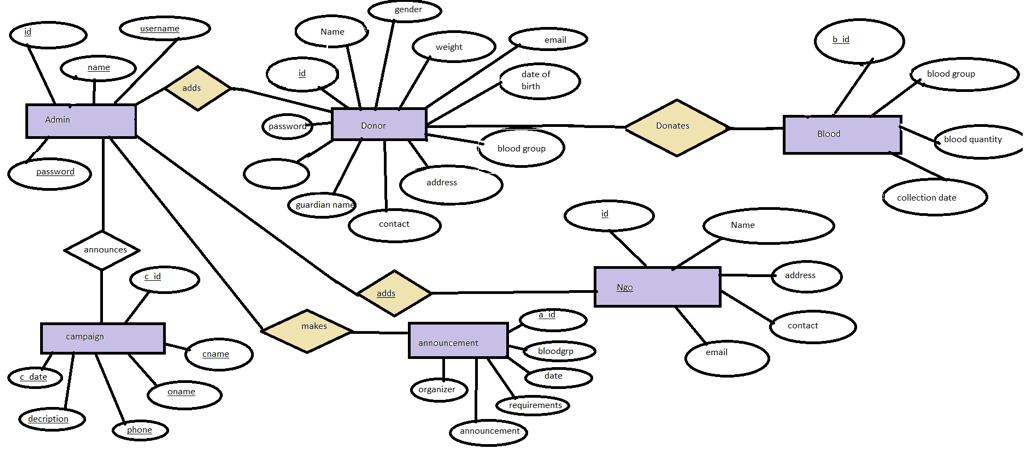 gender
id
username
Name
email
b_id
weight
name
id
date of
birth
blood group
adds
Admin
password
Donor
Donates
Blood
blood quantity
blood group
password
address
collection date
guardian name
id
Name
contact
announces
address
c_id
adds
Ngo
a_id
contact
makes
campaign
announcement
bloodgrp
cname
email
c_date
date
oname
organizer
requirements
decription
phone
announcement